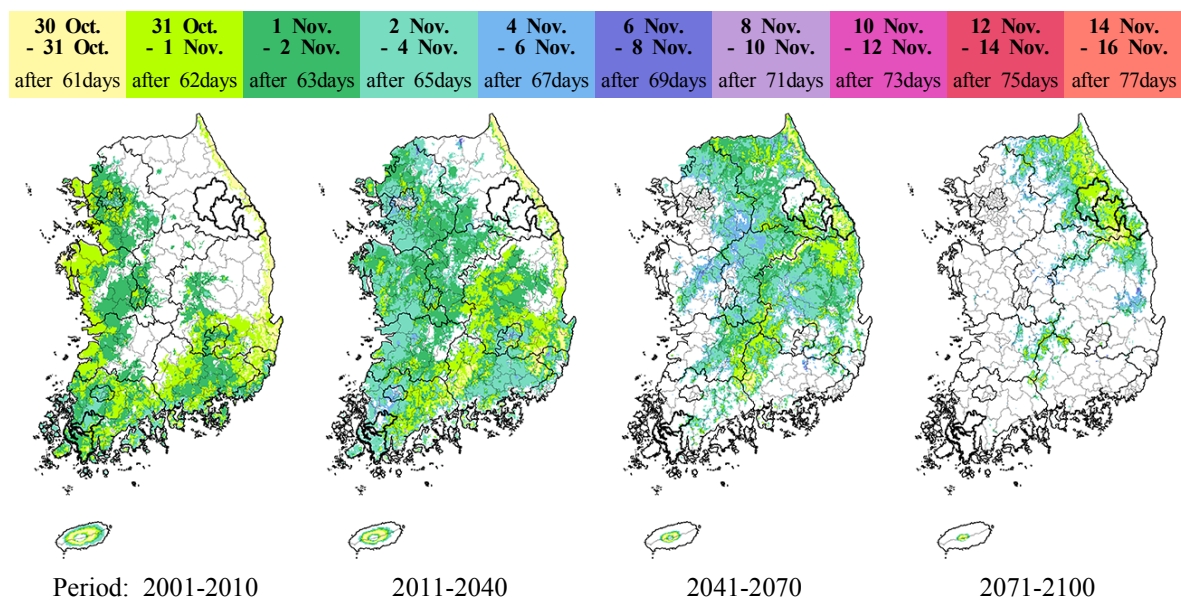 30 Oct. 31 Oct. 1 Nov. 2 Nov. 4 Nov. 6 Nov. 8 Nov. 10 Nov. 12 Nov. 14 Nov.
- 31 Oct. - 1 Nov. - 2 Nov. - 4 Nov. - 6 Nov. - 8 Nov. - 10 Nov. - 12 Nov. - 14 Nov. - 16 Nov.
after 61days after 62days after 63days after 65days after 67days after 69days after 71days after 73days after 75days after 77days
Period: 2001-2010 2011-2040 2041-2070 2071-2100